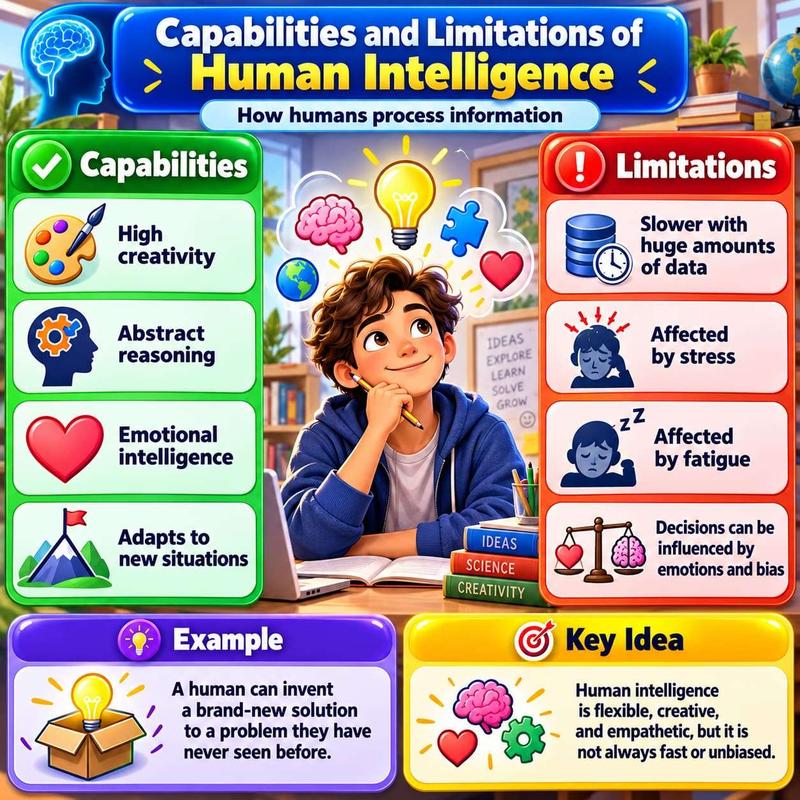 Capabilities and Limitations of
Human Intelligence
How humans process information
Capabilities
High
creativity
Abstract
reasoning
Emotional
intelligence
Adapts to
new situations
IDEAS
EXPLORE
LEARN
SOLVE
GROW
IDEAS
SCIENCE
CREATIVITY
!
Limitations
Slower with
huge amounts
of data
Affected
by stress
zZ
Affected
by fatigue
Decisions can be
influenced by
emotions and bias
Example
A human can invent
a brand-new solution
to a problem they have
never seen before.
Key Idea
Human intelligence
is flexible, creative,
and empathetic, but it is
not always fast or unbiased.